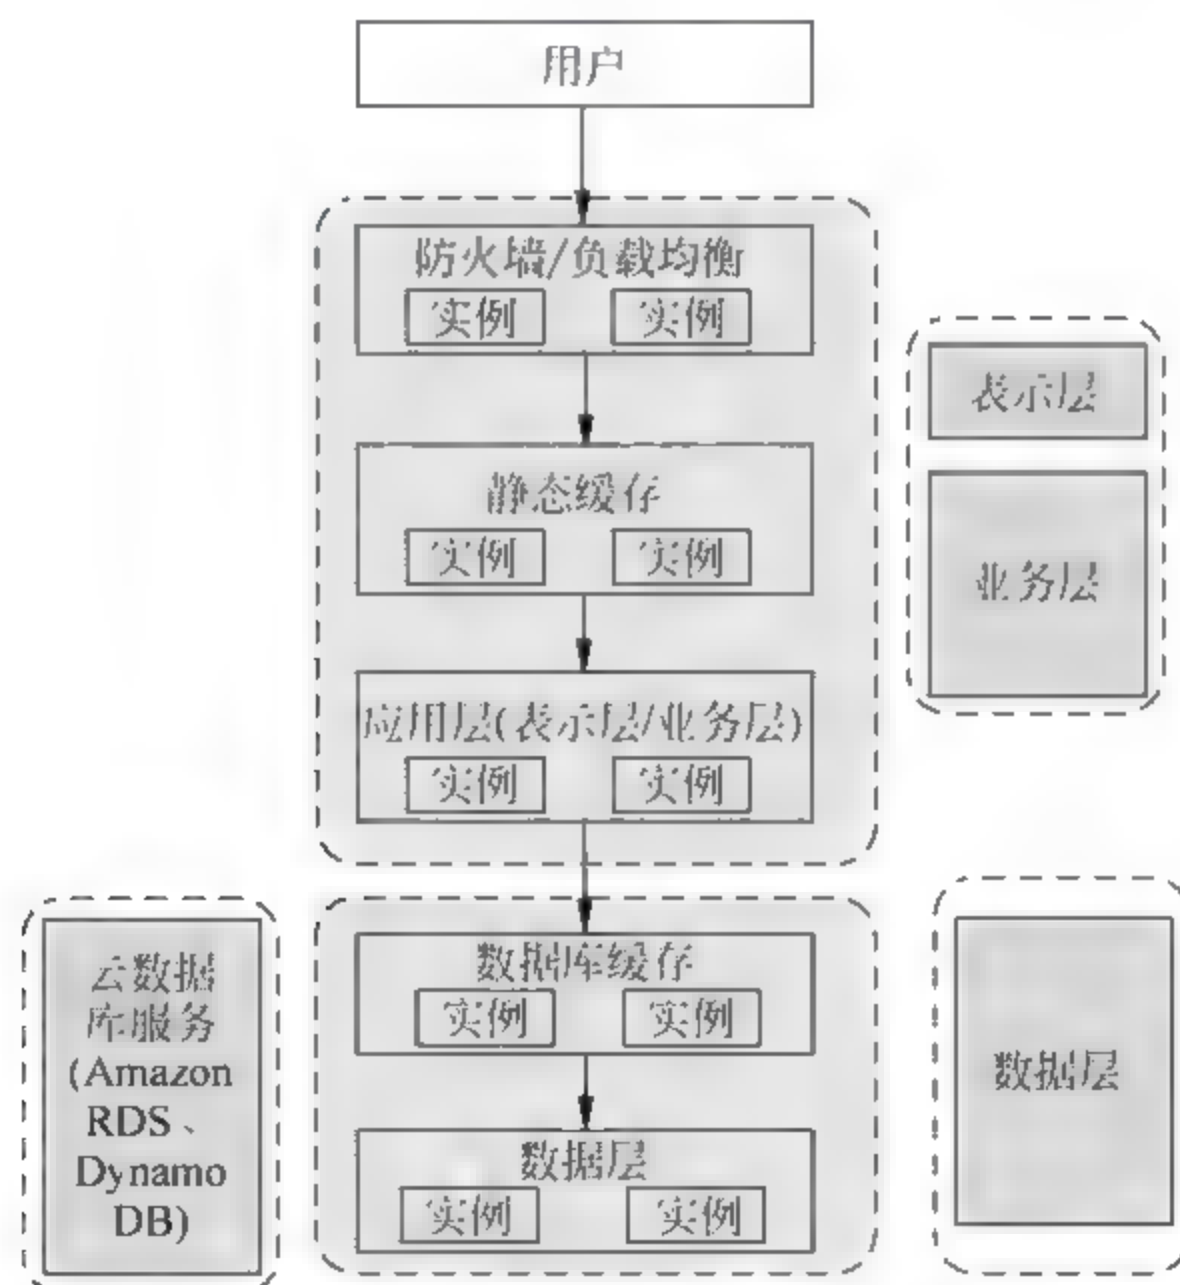 用户
防火墙/负载均衡
实例
实例
静态缓存
实例
实例
应用层(表示层/业务层)
实例
实例
表示层
业务层
云数据
库服务
(Amazon
RDS、
Dynamo
DB)
数据库缓存
实例
实例
数据层
实例
实例
数据层